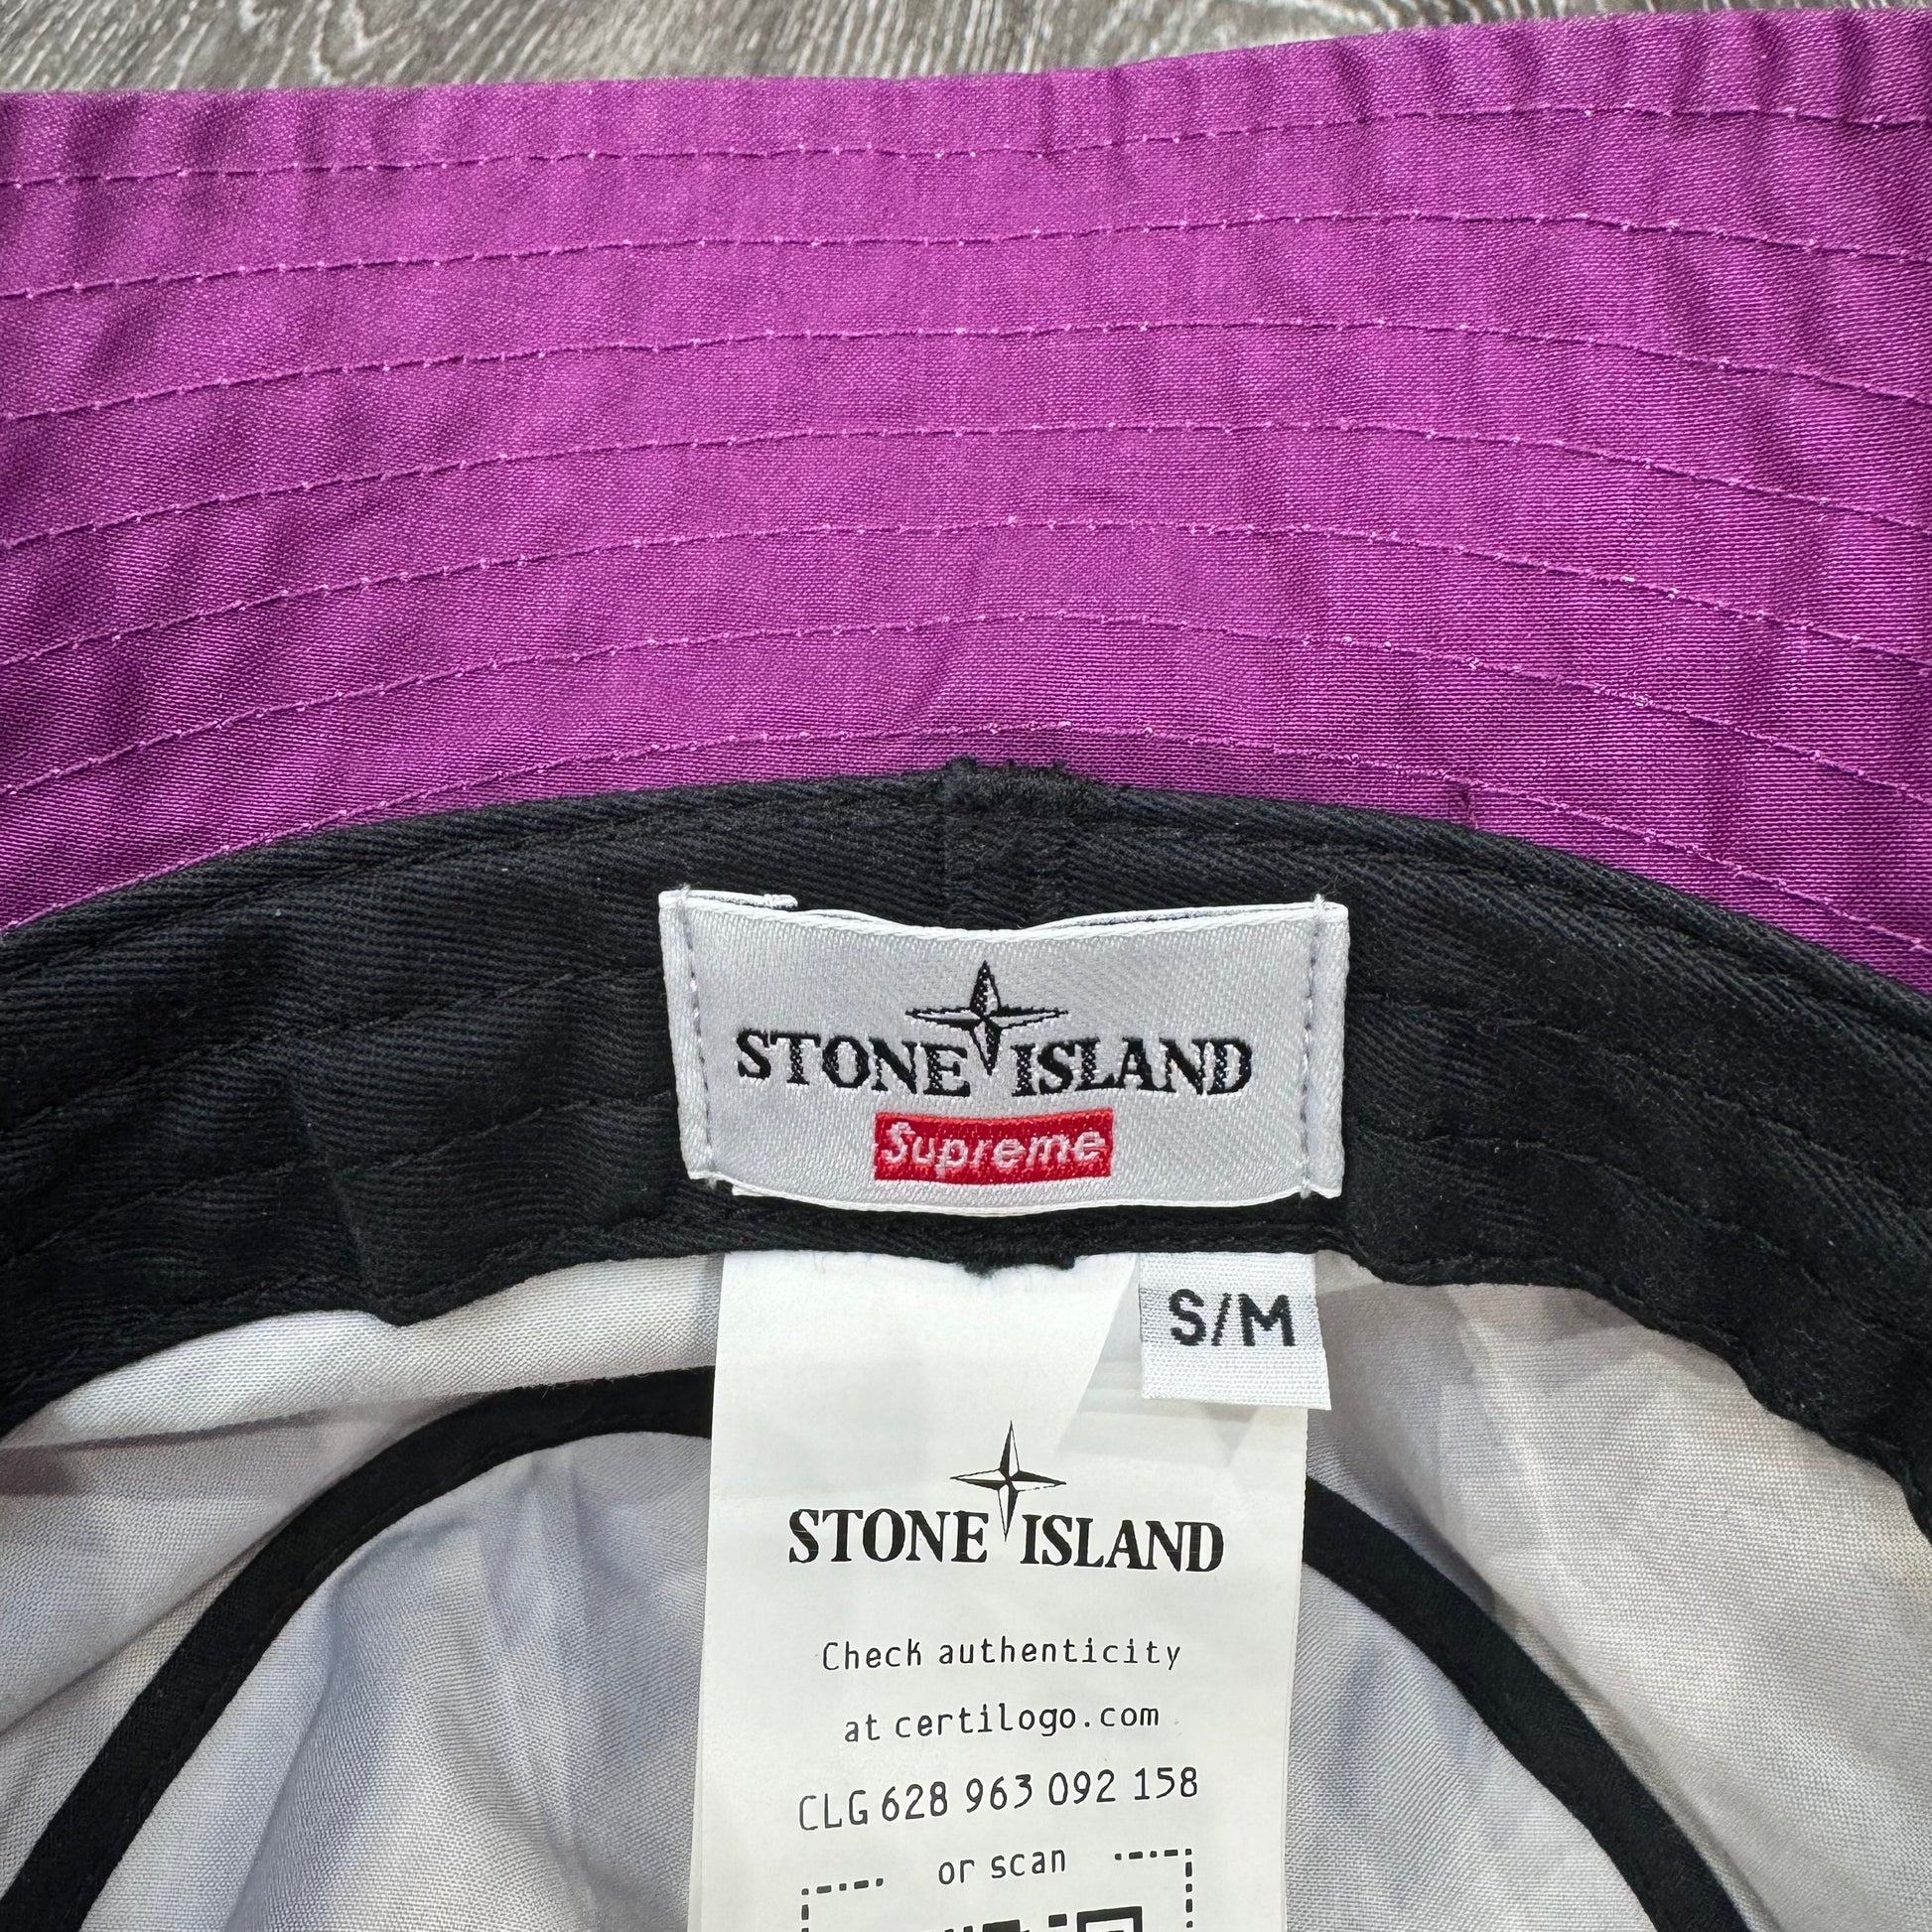 STONE ISLAND
Supreme
S/M
STONE ISLAND
Check authenticity
at certilogo.com
CLG 628 963 092 158
or scan